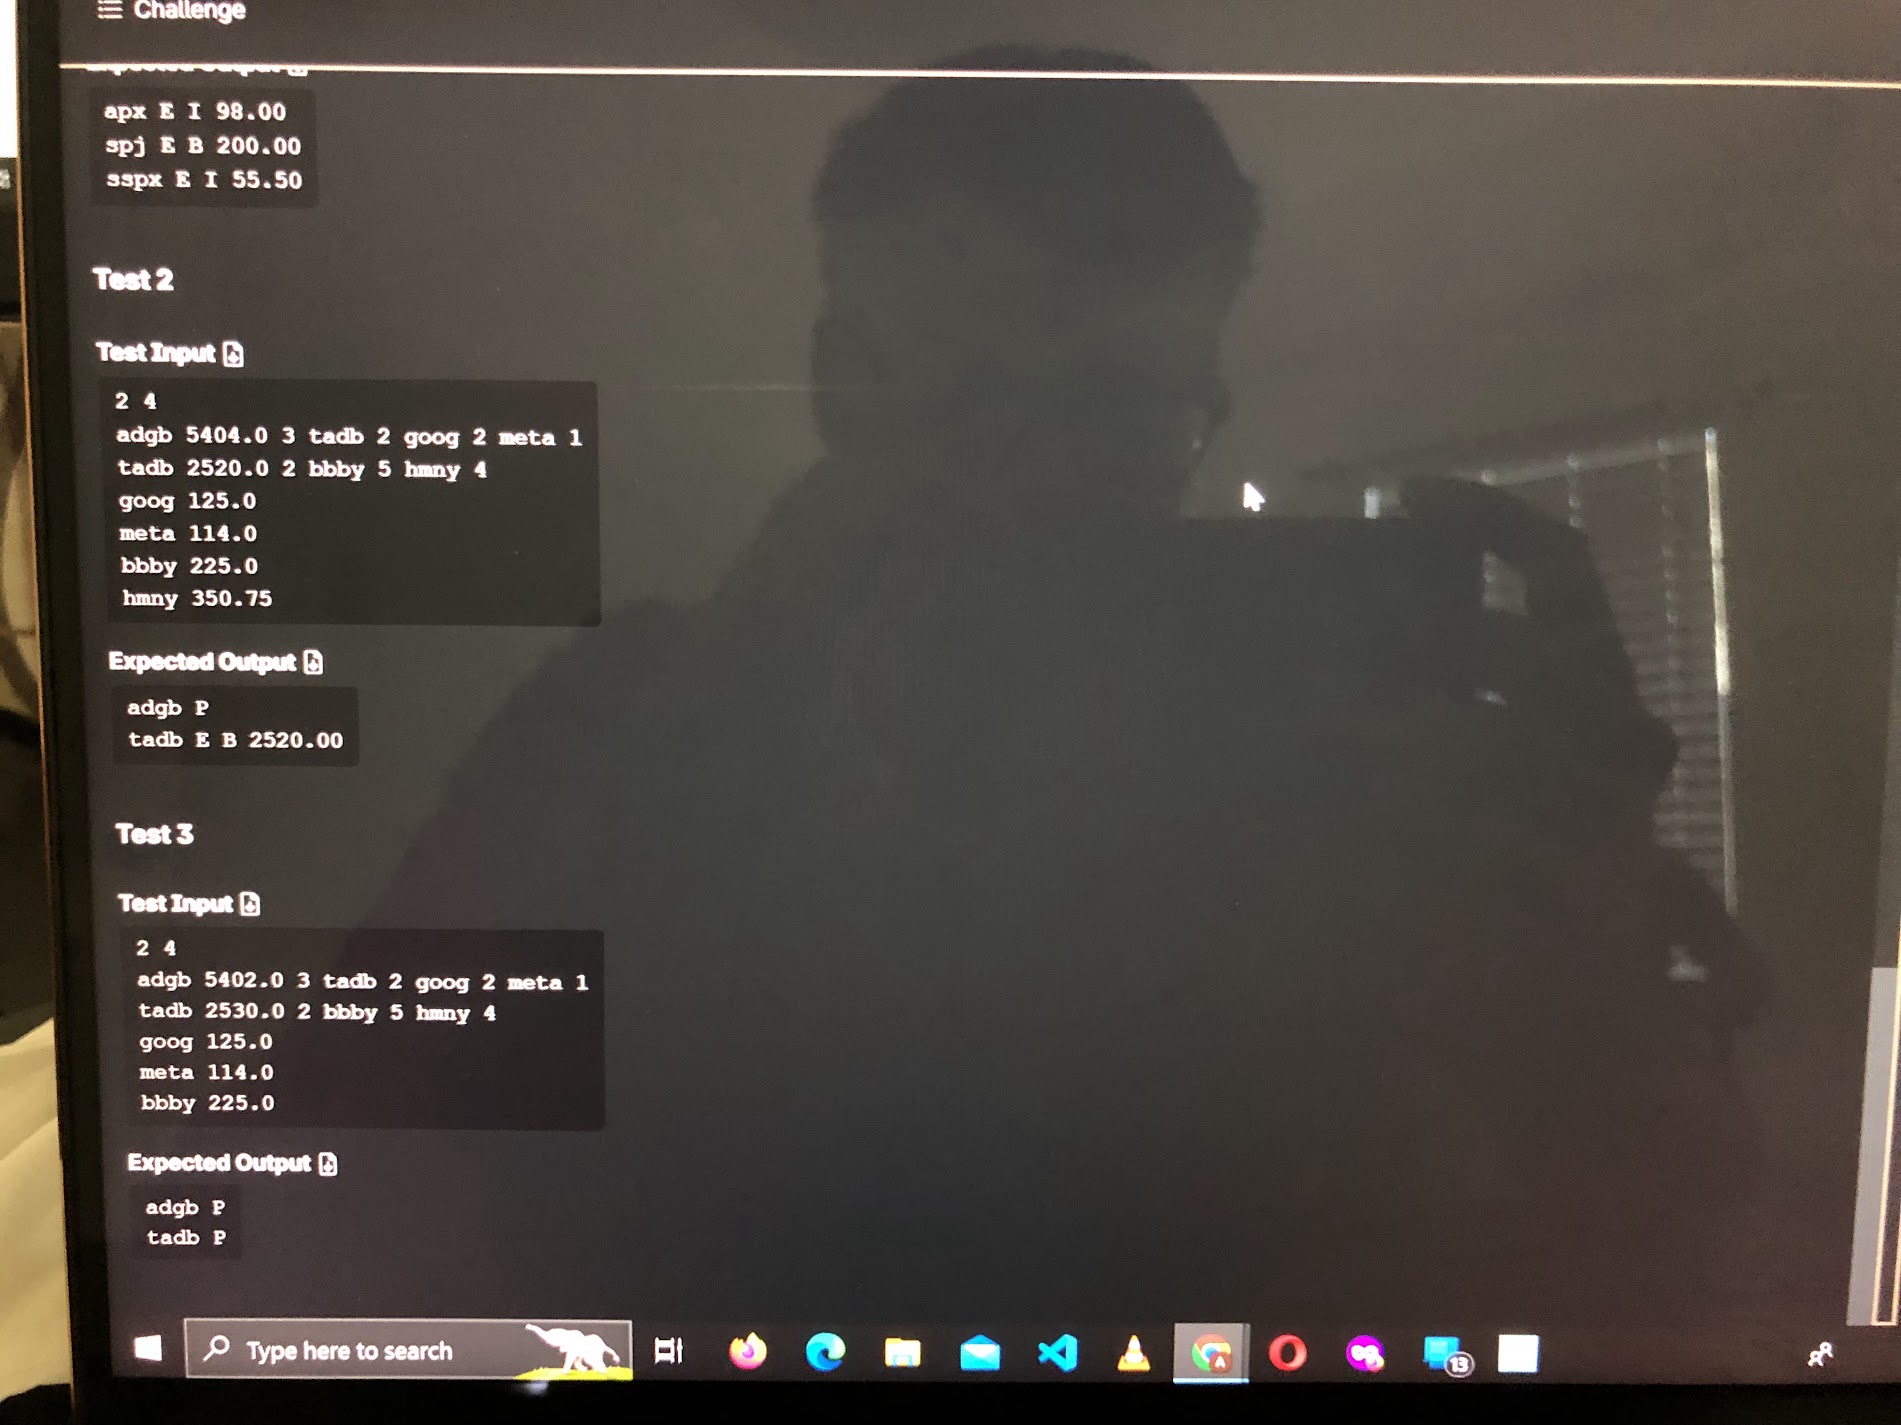 Challenge
Expected Output
apx E I 98.00
spj E B 200.00
sspx E I 55.50
Test 2
Test Input
2 4
adgb 5404.0 3 tadb 2 goog 2 meta 1
tadb 2520.0 2 bbby 5 hmny 4
goog 125.0
meta 114.0
bbby 225.0
hmny 350.75
Expected Output
adgb P
tadb E B 2520.00
Test 3
Test Input
2 4
adgb 5402.0 3 tadb 2 goog 2 meta 1
tadb 2530.0 2 bbby 5 hmny 4
goog 125.0
meta 114.0
bbby 225.0
Expected Output
adgb P
tadb P
Type here to search
A
13